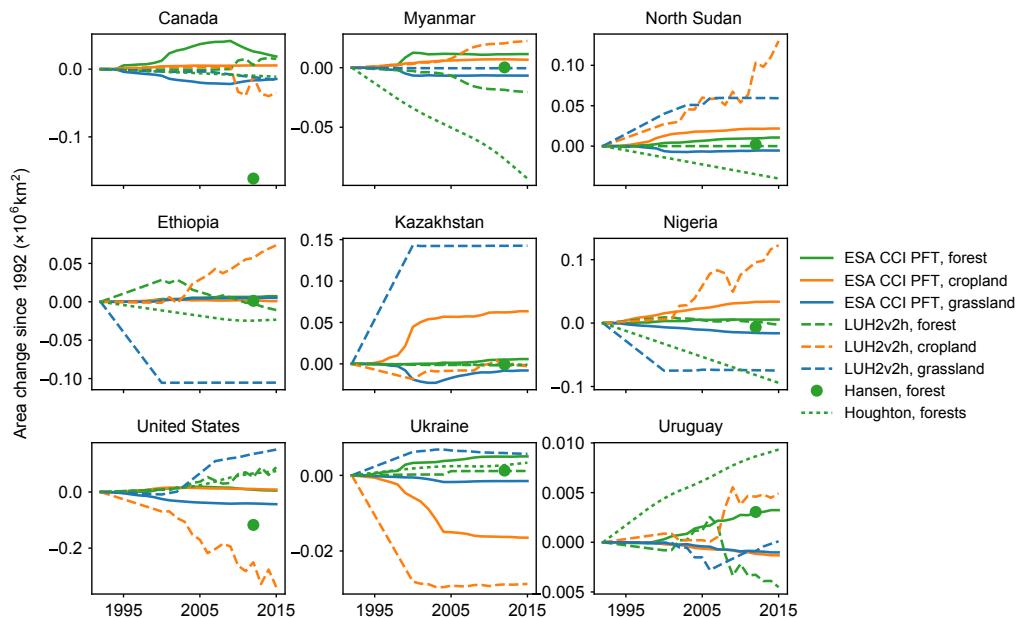 Canada
Myanmar
North Sudan
0.0
−0.1
0.00
−0.05
0.10
0.05
0.00
Ethiopia
Kazakhstan
Nigeria
0.05
0.00
−0.05
−0.10
0.15
0.10
0.05
0.00
0.1
0.0
−0.1
Area change since 1992 (×10⁶km²)
United States
Ukraine
Uruguay
0.0
−0.2
0.00
−0.02
0.010
0.005
0.000
0.005
1995 2005 2015
1995 2005 2015
1995 2005 2015
ESA CCI PFT, forest
ESA CCI PFT, cropland
ESA CCI PFT, grassland
LUH2v2h, forest
LUH2v2h, cropland
LUH2v2h, grassland
Hansen, forest
Houghton, forests